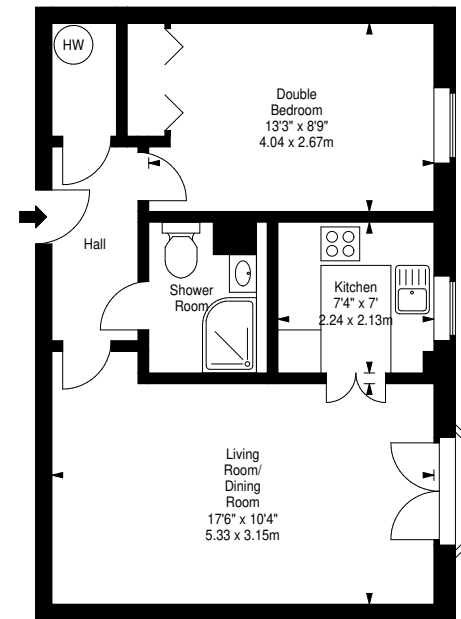 HW
Double
Bedroom
13'3" x 8'9"
4.04 x 2.67m
Hall
Shower
Room
Kitchen
7'4" x 7'
2.24 x 2.13m
Living
Room/
Dining
Room
17'6" x 10'4"
5.33 x 3.15m